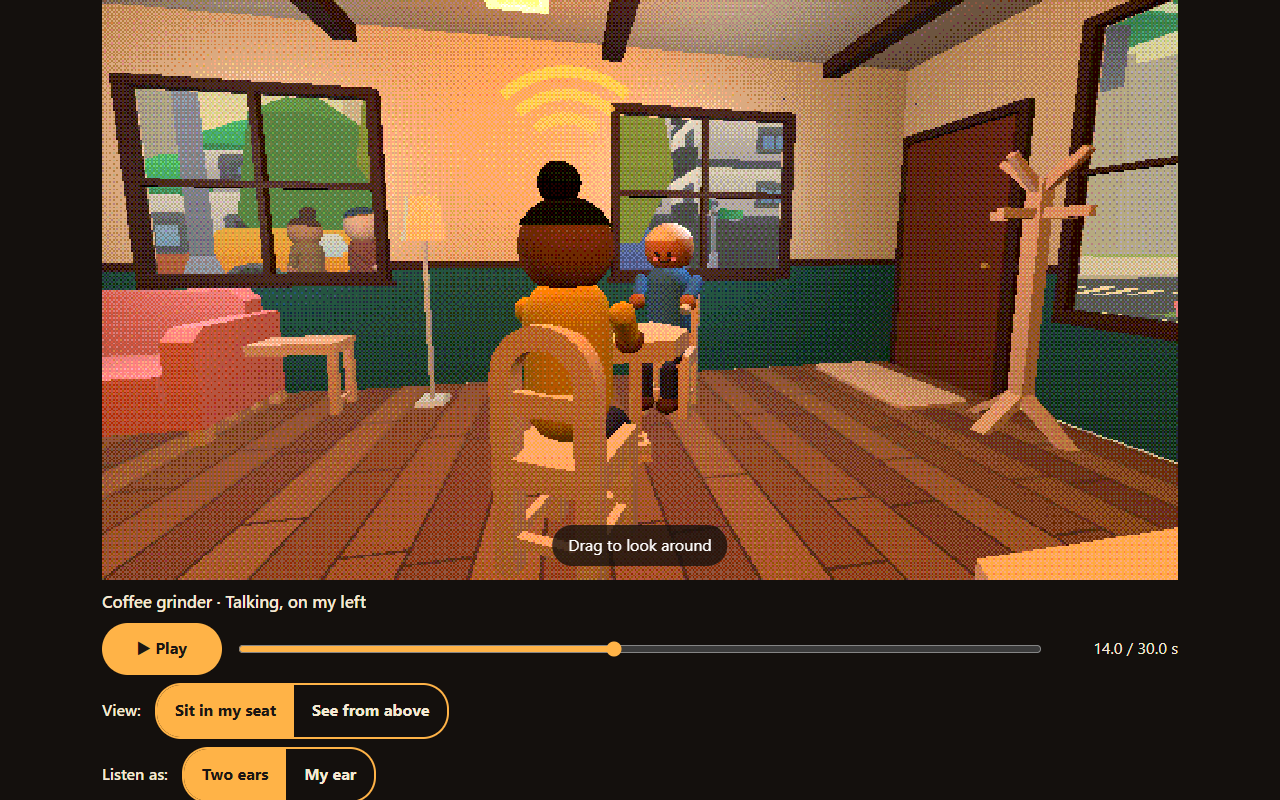 Drag to look around
Coffee grinder · Talking, on my left
▶ Play
14.0 / 30.0 s
View: Sit in my seat See from above
Listen as: Two ears My ear